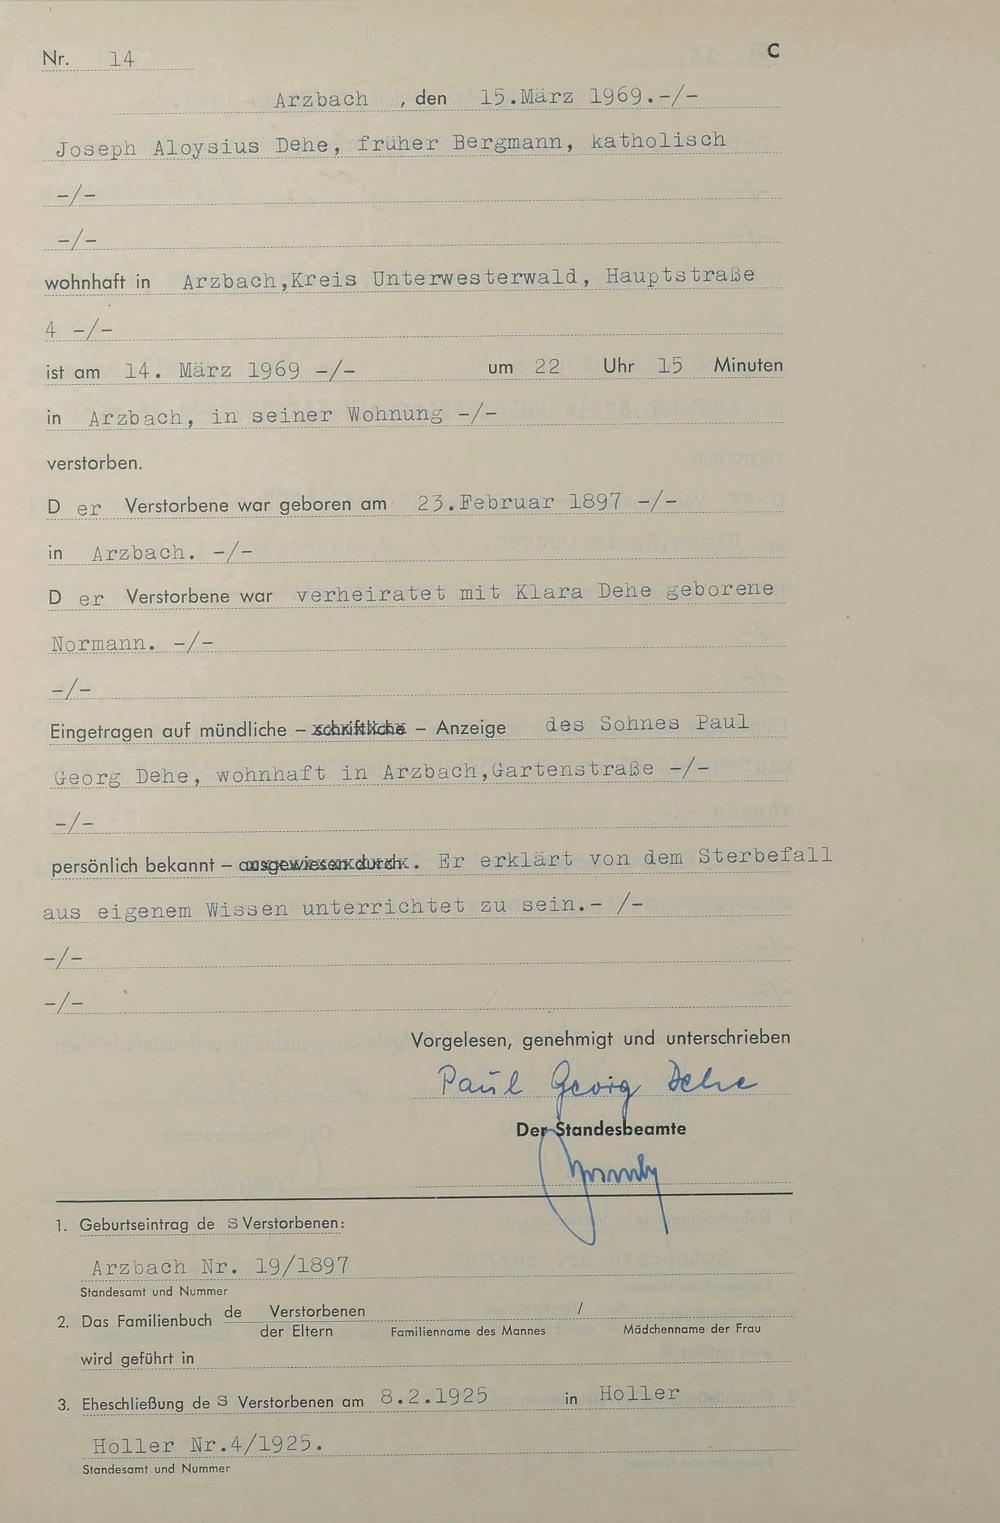 Nr. 14 C
Arzbach , den 15.März 1969.-/-
Joseph Aloysius Dehe, früher Bergmann, katholisch
-/-
-/-
wohnhaft in Arzbach,Kreis Unterwesterwald, Hauptstraße
4 -/-
ist am 14. März 1969 -/- um 22 Uhr 15 Minuten
in Arzbach, in seiner Wohnung -/-
verstorben.
D er Verstorbene war geboren am 23.Februar 1897 -/-
in Arzbach. -/-
D er Verstorbene war verheiratet mit Klara Dehe geborene
Normann. -/-
-/-
Eingetragen auf mündliche – schriftliche – Anzeige des Sohnes Paul
Georg Dehe, wohnhaft in Arzbach,Gartenstraße -/-
-/-
persönlich bekannt – ausgewiesen durch. Er erklärt von dem Sterbefall
aus eigenem Wissen unterrichtet zu sein.- /-
-/-
-/-
Vorgelesen, genehmigt und unterschrieben
Paul Georg Dehe
Der Standesbeamte
1. Geburtseintrag de S Verstorbenen:
Arzbach Nr. 19/1897
Standesamt und Nummer
2. Das Familienbuch de Verstorbenen /
der Eltern Familienname des Mannes Mädchenname der Frau
wird geführt in
3. Eheschließung de S Verstorbenen am 8.2.1925 in Holler
Holler Nr.4/1925.
Standesamt und Nummer